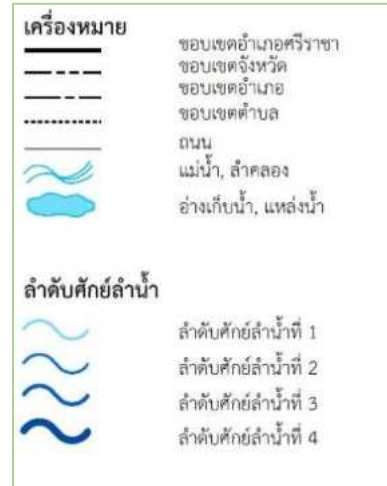 เครื่องหมาย
ขอบเขตอำเภอศรีราชา
ขอบเขตจังหวัด
ขอบเขตอำเภอ
ขอบเขตตำบล
ถนน
แม่น้ำ, ลำคลอง
อ่างเก็บน้ำ, แหล่งน้ำ
ลำดับศักย์ลำน้ำ
ลำดับศักย์ลำน้ำที่ 1
ลำดับศักย์ลำน้ำที่ 2
ลำดับศักย์ลำน้ำที่ 3
ลำดับศักย์ลำน้ำที่ 4